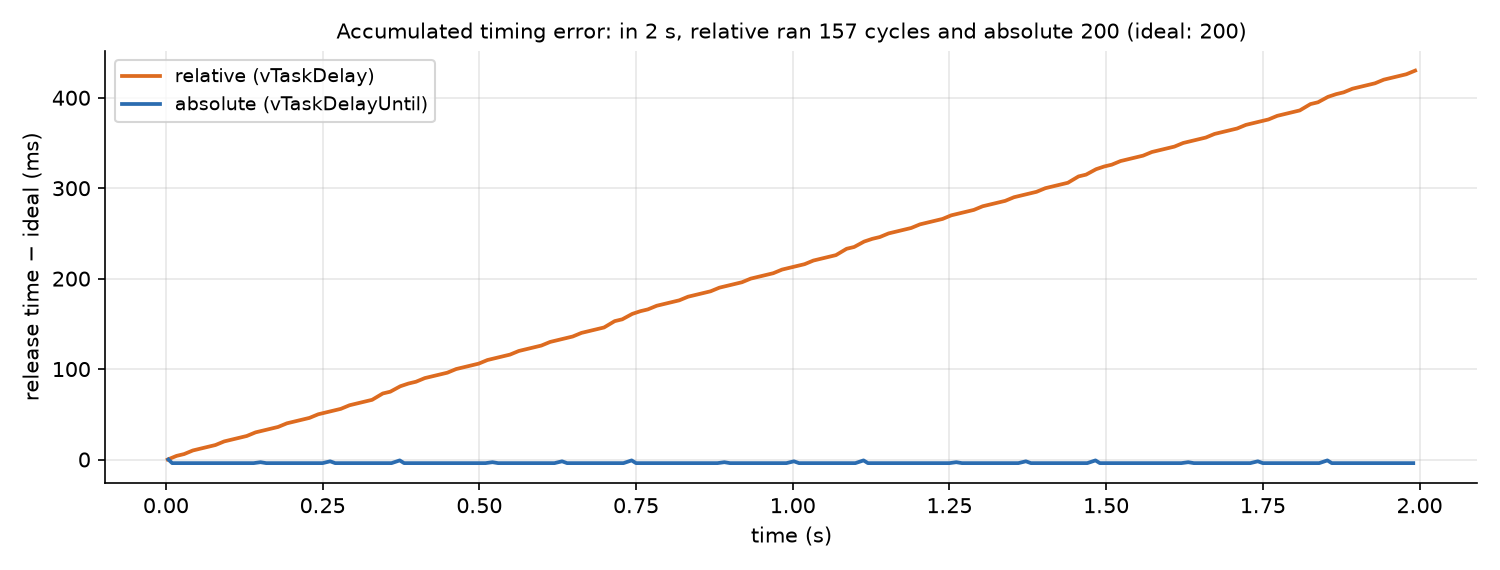 Accumulated timing error: in 2 s, relative ran 157 cycles and absolute 200 (ideal: 200)
relative (vTaskDelay)
absolute (vTaskDelayUntil)
release time − ideal (ms)
400
300
200
100
0
0.00 0.25 0.50 0.75 1.00 1.25 1.50 1.75 2.00
time (s)